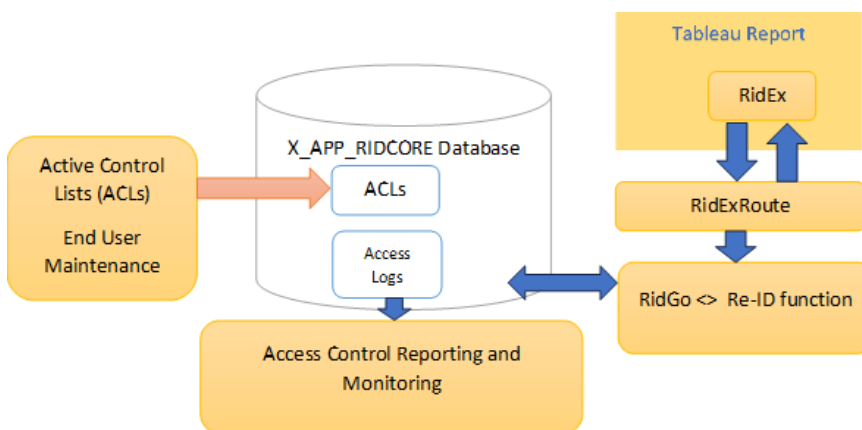 Tableau Report
RidEx
X_APP_RIDCORE Database
Active Control
Lists (ACLs)
End User
Maintenance
ACLs
RidExRoute
Access
Logs
RidGo <> Re-ID function
Access Control Reporting and
Monitoring